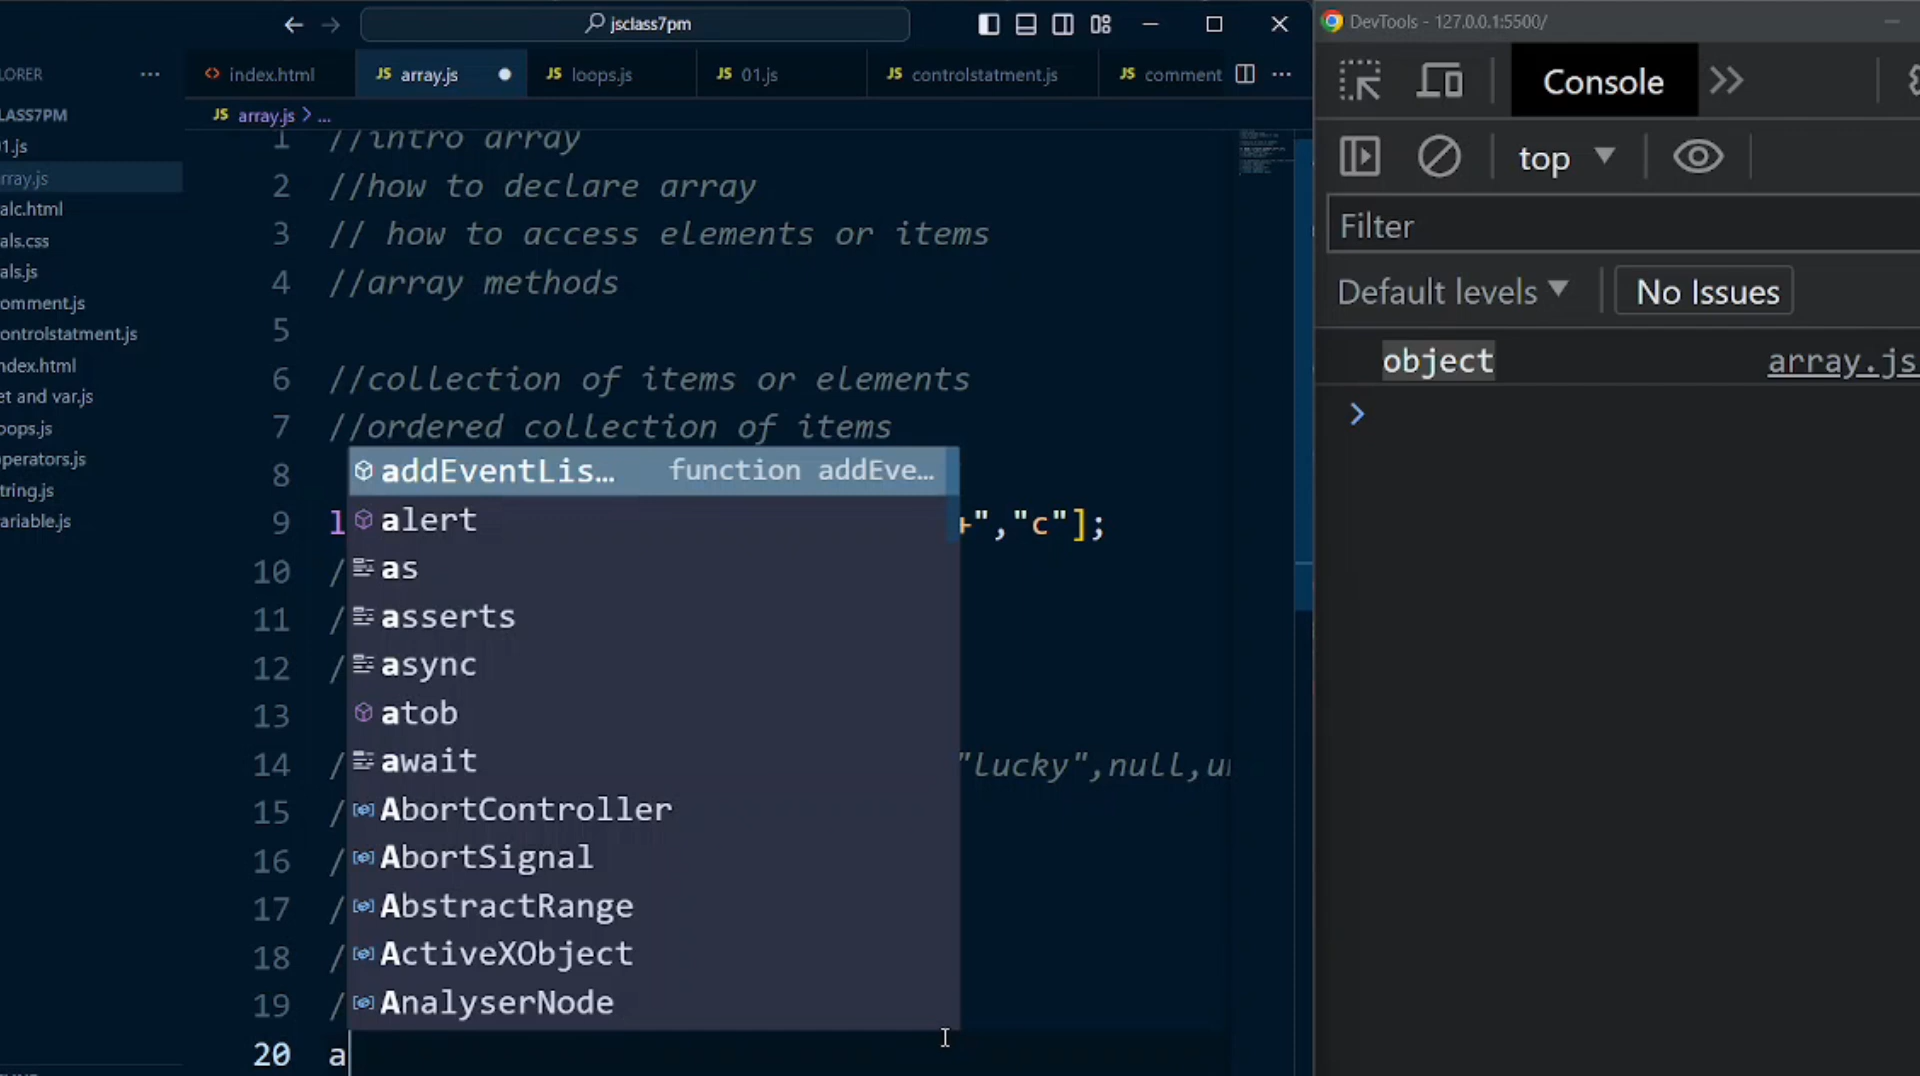 jsclass7pm
DevTools - 127.0.0.1:5500/
LORER ...
<> index.html
JS array.js
JS loops.js
JS 01.js
JS controlstatment.js
JS comment
...
LASS7PM
1.js
rray.js
alc.html
als.css
als.js
omment.js
ontrolstatment.js
ndex.html
et and var.js
oops.js
perators.js
tring.js
ariable.js
JS array.js > ...
1 //intro array
2 //how to declare array
3 // how to access elements or items
4 //array methods
5
6 //collection of items or elements
7 //ordered collection of items
8
9 l +","c"];
10 /
11 /
12 /
13
14 / "lucky",null,u
15 /
16 /
17 /
18 /
19 /
20 a
addEventLis... function addEve...
alert
as
asserts
async
atob
await
AbortController
AbortSignal
AbstractRange
ActiveXObject
AnalyserNode
Console
top
Filter
Default levels
No Issues
object array.js
>